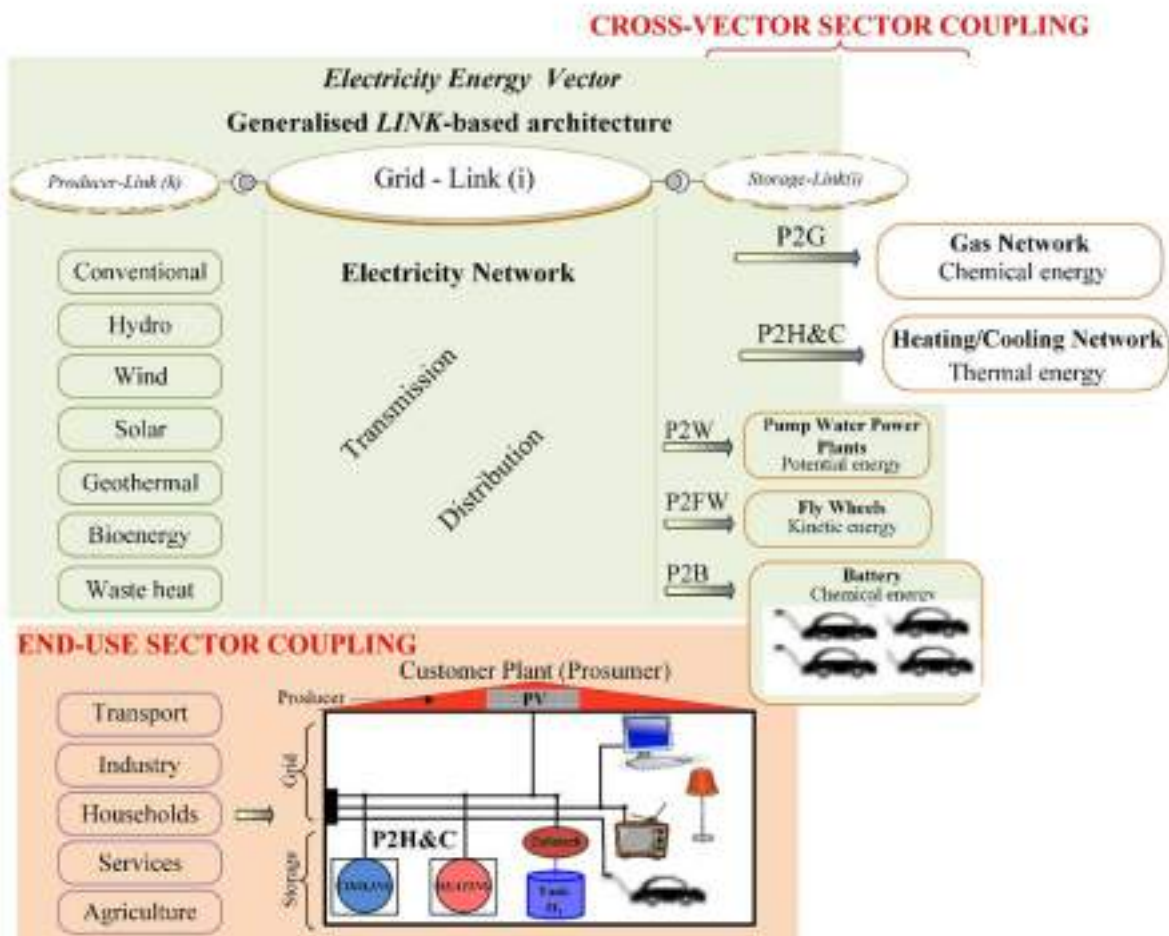 CROSS-VECTOR SECTOR COUPLING
Electricity Energy Vector
Generalised LINK-based architecture
Producer-Link (k)
Grid - Link (i)
Storage-Link(i)
Conventional
Hydro
Wind
Solar
Geothermal
Bioenergy
Waste heat
Electricity Network
Transmission
Distribution
P2G
Gas Network
Chemical energy
P2H&C
Heating/Cooling Network
Thermal energy
P2W
Pump Water Power
Plants
Potential energy
P2FW
Fly Wheels
Kinetic energy
P2B
Battery
Chemical energy
END-USE SECTOR COUPLING
Transport
Industry
Households
Services
Agriculture
Customer Plant (Prosumer)
Producer
PV
Grid
Storage
P2H&C
COOLING
HEATING